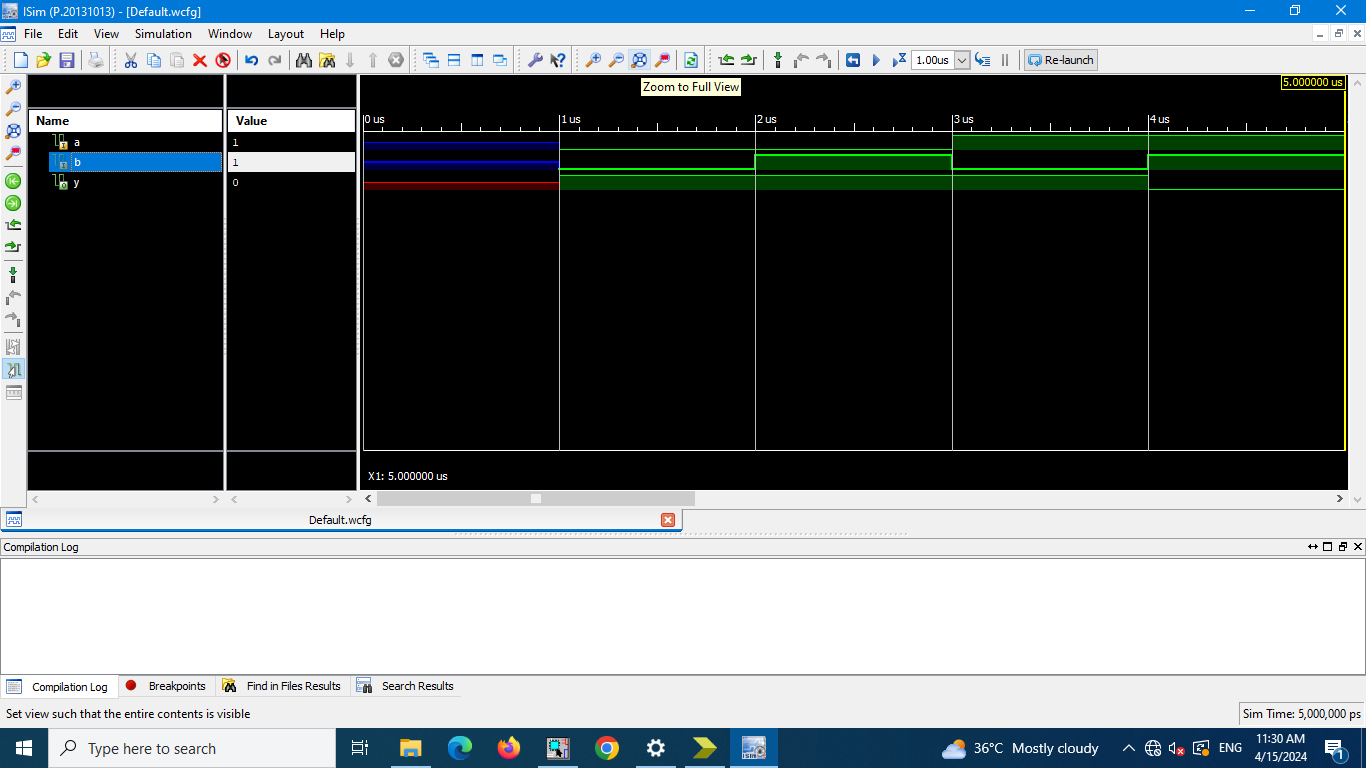 ISim (P.20131013) - [Default.wcfg]
File Edit View Simulation Window Layout Help
1.00us Re-launch
Zoom to Full View
5.000000 us
Name Value
0 us 1 us 2 us 3 us 4 us
a 1
b 1
y 0
X1: 5.000000 us
Default.wcfg
Compilation Log
Compilation Log Breakpoints Find in Files Results Search Results
Set view such that the entire contents is visible
Sim Time: 5,000,000 ps
Type here to search
ISim
36°C Mostly cloudy
ENG
11:30 AM
4/15/2024
1